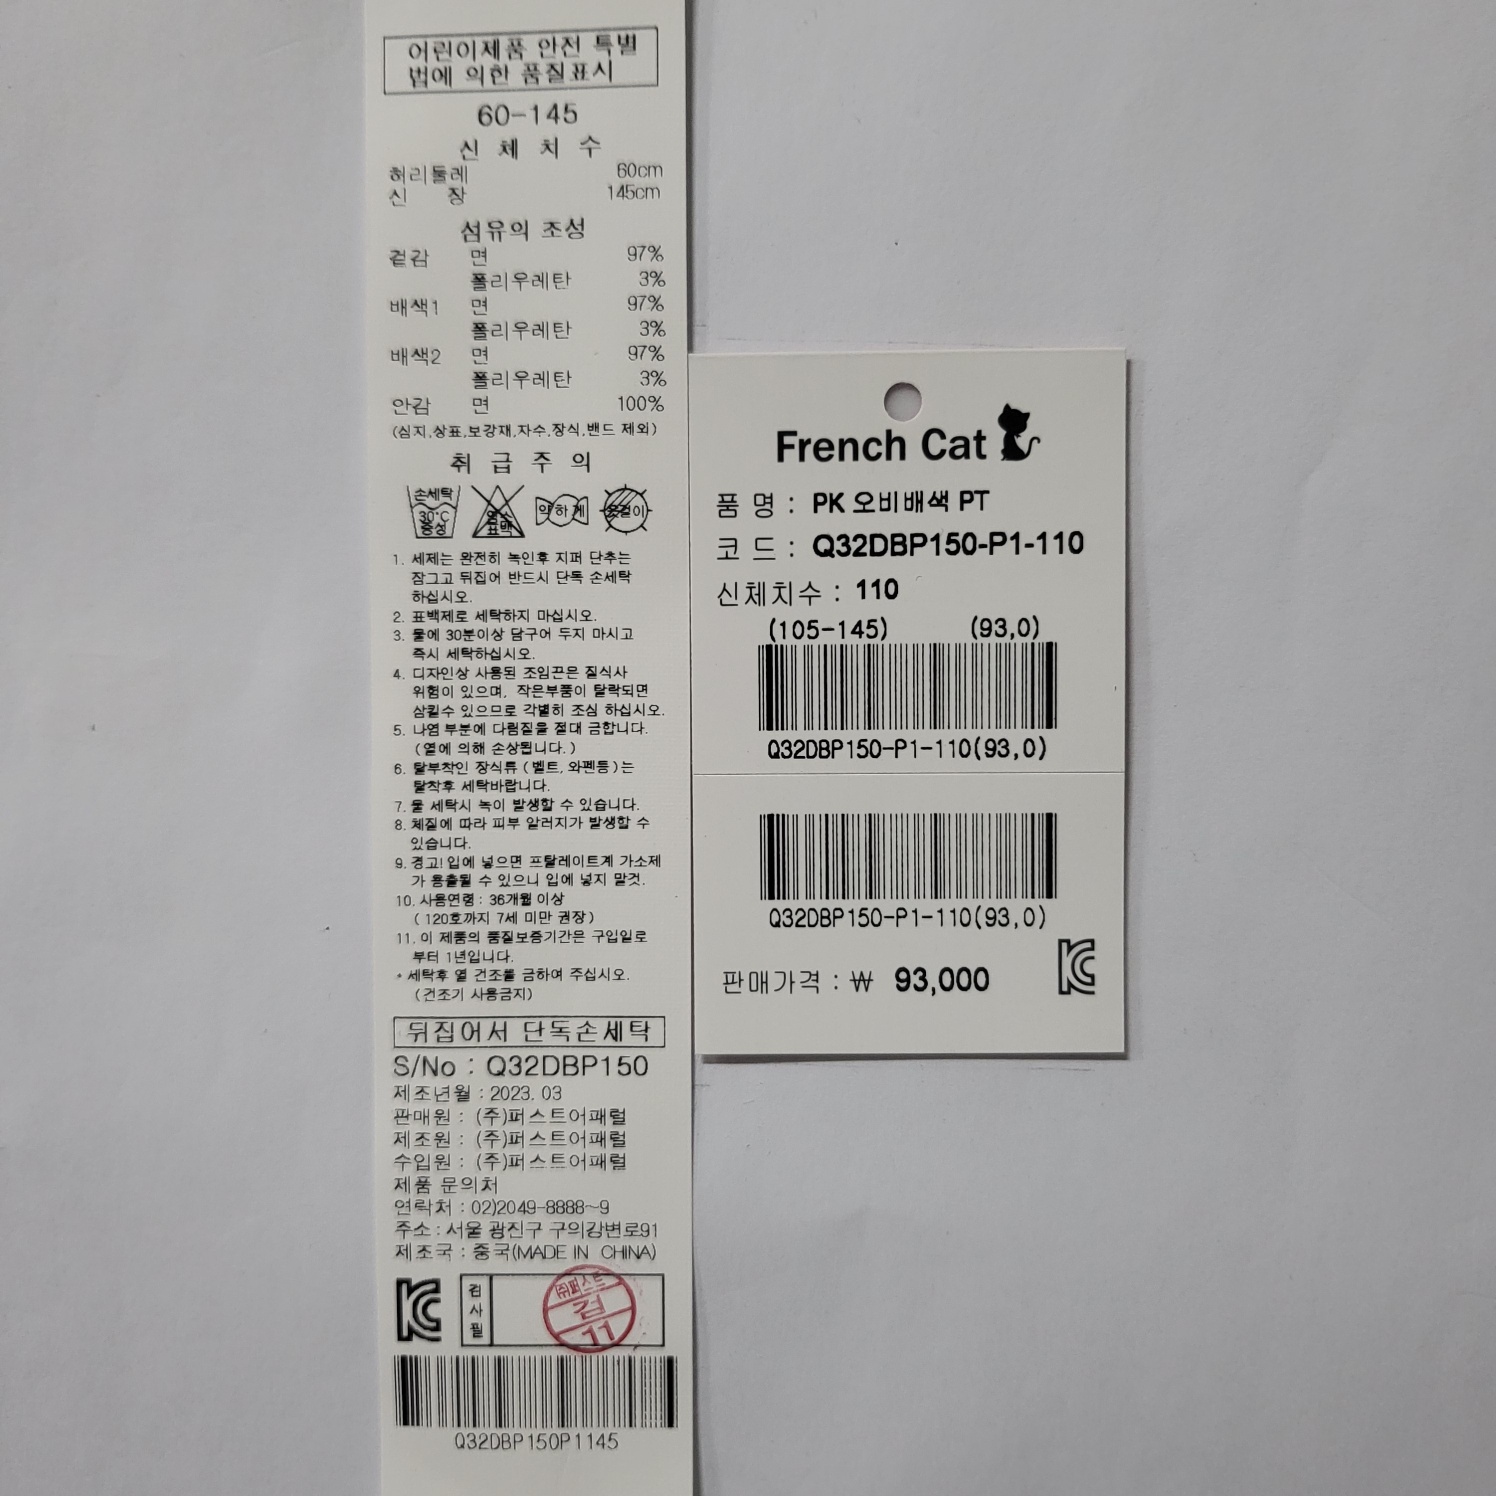 어린이제품 안전 특별
법에 의한 품질표시
60-145
신 체 치 수
허리둘레 60cm
신 장 145cm
섬유의 조성
겉감 면 97%
폴리우레탄 3%
배색1 면 97%
폴리우레탄 3%
배색2 면 97%
폴리우레탄 3%
안감 면 100%
(심지,상표,보강재,자수,장식,밴드 제외)
취 급 주 의
손세탁
30°C
중성
염소
표백
약하게
옷걸이
1. 세제는 완전히 녹인후 지퍼 단추는
잠그고 뒤집어 반드시 단독 손세탁
하십시오.
2. 표백제로 세탁하지 마십시오.
3. 물에 30분이상 담구어 두지 마시고
즉시 세탁하십시오.
4. 디자인상 사용된 조임끈은 질식사
위험이 있으며, 작은부품이 탈락되면
삼킬수 있으므로 각별히 조심 하십시오.
5. 나염 부분에 다림질을 절대 금합니다.
(열에 의해 손상됩니다.)
6. 탈부착인 장식류 (벨트, 와펜등)는
탈착후 세탁바랍니다.
7. 물 세탁시 녹이 발생할 수 있습니다.
8. 체질에 따라 피부 알러지가 발생할 수
있습니다.
9. 경고! 입에 넣으면 프탈레이트계 가소제
가 용출될 수 있으니 입에 넣지 말것.
10. 사용연령 : 36개월 이상
(120호까지 7세 미만 권장)
11. 이 제품의 품질보증기간은 구입일로
부터 1년입니다.
* 세탁후 열 건조를 금하여 주십시오.
(건조기 사용금지)
뒤집어서 단독손세탁
S/No : Q32DBP150
제조년월 : 2023. 03
판매원 : (주)퍼스트어패럴
제조원 : (주)퍼스트어패럴
수입원 : (주)퍼스트어패럴
제품 문의처
연락처 : 02)2049-8888~9
주소 : 서울 광진구 구의강변로91
제조국 : 중국(MADE IN CHINA)
KC
검사필
㈜퍼스트
검
11
Q32DBP150P1145
French Cat
품 명 : PK 오비배색 PT
코 드 : Q32DBP150-P1-110
신체치수 : 110
(105-145) (93,0)
Q32DBP150-P1-110(93,0)
Q32DBP150-P1-110(93,0)
판매가격 : ₩ 93,000
KC